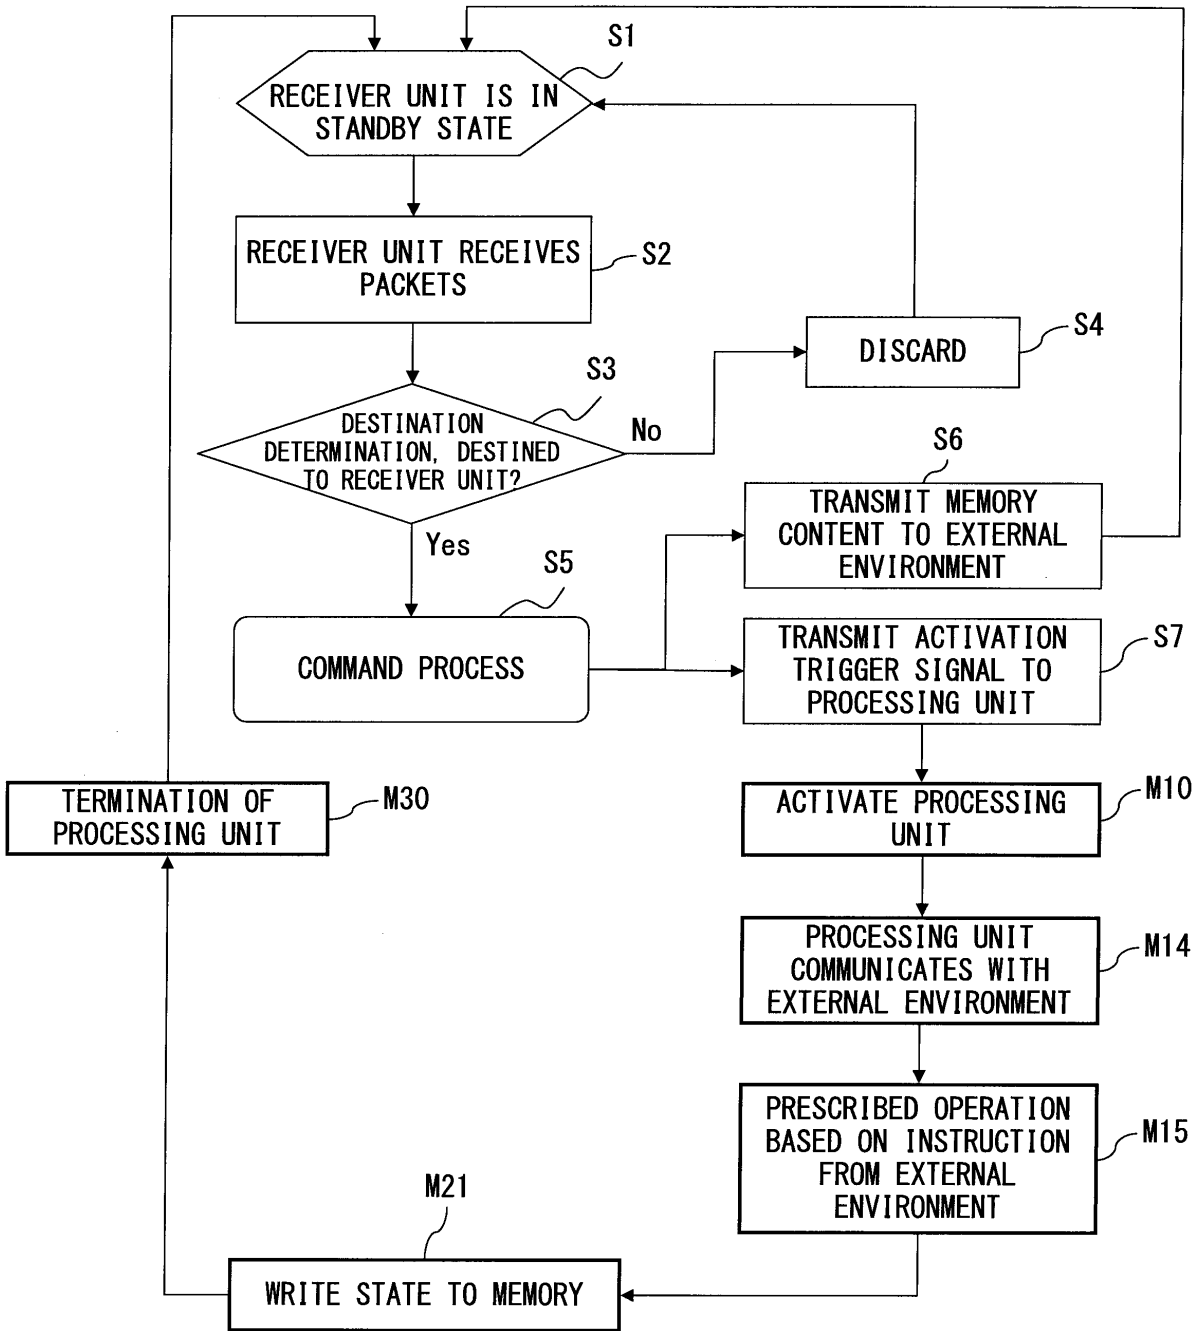 S1
RECEIVER UNIT IS IN
STANDBY STATE
RECEIVER UNIT RECEIVES
PACKETS
S2
DISCARD
S4
S3
DESTINATION
DETERMINATION, DESTINED
TO RECEIVER UNIT?
No
Yes
S6
TRANSMIT MEMORY
CONTENT TO EXTERNAL
ENVIRONMENT
S5
COMMAND PROCESS
TRANSMIT ACTIVATION
TRIGGER SIGNAL TO
PROCESSING UNIT
S7
TERMINATION OF
PROCESSING UNIT
M30
ACTIVATE PROCESSING
UNIT
M10
PROCESSING UNIT
COMMUNICATES WITH
EXTERNAL ENVIRONMENT
M14
PRESCRIBED OPERATION
BASED ON INSTRUCTION
FROM EXTERNAL
ENVIRONMENT
M15
M21
WRITE STATE TO MEMORY